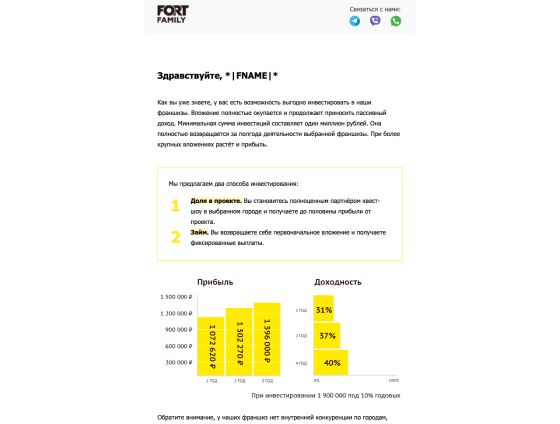 FORT
FAMILY
Связаться с нами:
Здравствуйте, *|FNAME|*
Как вы уже знаете, у вас есть возможность выгодно инвестировать в наши
франшизы. Вложение полностью окупается и продолжает приносить пассивный
доход. Минимальная сумма инвестиций составляет один миллион рублей. Она
полностью возвращается за полгода деятельности выбранной франшизы. При более
крупных вложениях растёт и прибыль.
Мы предлагаем два способа инвестирования:
1 Доля в проекте. Вы становитесь полноценным партнёром квест-
шоу в выбранном городе и получаете до половины прибыли от
проекта.
2 Займ. Вы возвращаете себе первоначальное вложение и получаете
фиксированные выплаты.
Прибыль
1 500 000 ₽
1 200 000 ₽
900 000 ₽
600 000 ₽
300 000 ₽
1 072 620 ₽
1 302 270 ₽
1 396 000 ₽
1 год
2 год
3 год
Доходность
1 год 31%
2 год 37%
4 год 40%
0% 100%
При инвестировании 1 900 000 под 10% годовых
Обратите внимание, у наших франшиз нет внутренней конкуренции по городам,